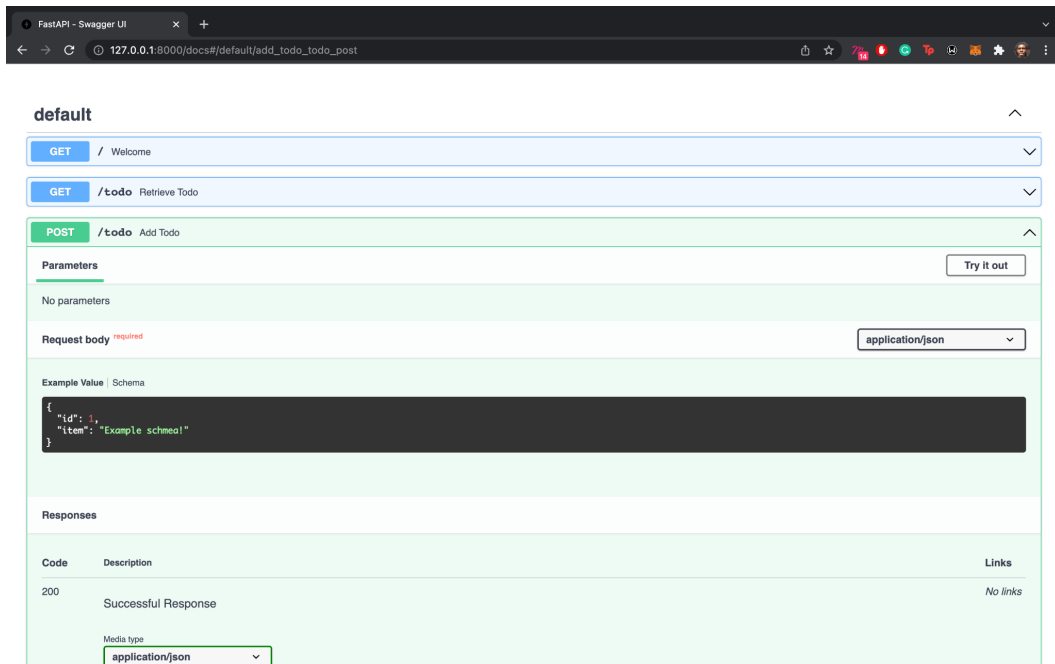 FastAPI - Swagger UI
127.0.0.1:8000/docs#/default/add_todo_todo_post
14
default
GET / Welcome
GET /todo Retrieve Todo
POST /todo Add Todo
Parameters
Try it out
No parameters
Request body required
application/json
Example Value | Schema
{
"id": 1,
"item": "Example schmea!"
}
Responses
Code Description Links
200 Successful Response No links
Media type
application/json